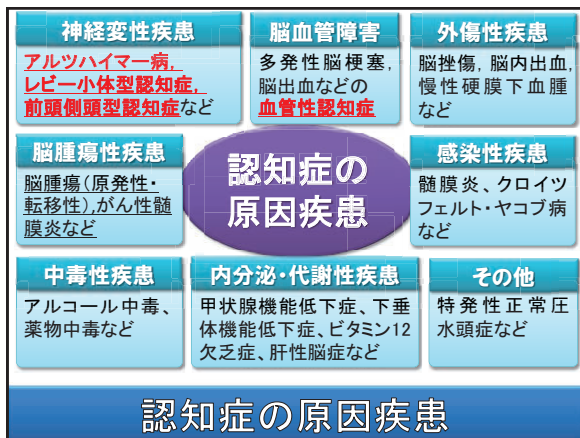 神経変性疾患
アルツハイマー病,
レビー小体型認知症,
前頭側頭型認知症など
脳血管障害
多発性脳梗塞,
脳出血などの
血管性認知症
外傷性疾患
脳挫傷，脳内出血，
慢性硬膜下血腫
など
脳腫瘍性疾患
脳腫瘍(原発性・
転移性),がん性髄
膜炎など
認知症の
原因疾患
感染性疾患
髄膜炎、クロイツ
フェルト・ヤコブ病
など
中毒性疾患
アルコール中毒、
薬物中毒など
内分泌・代謝性疾患
甲状腺機能低下症、下垂
体機能低下症、ビタミン12
欠乏症、肝性脳症など
その他
特発性正常圧
水頭症など
認知症の原因疾患